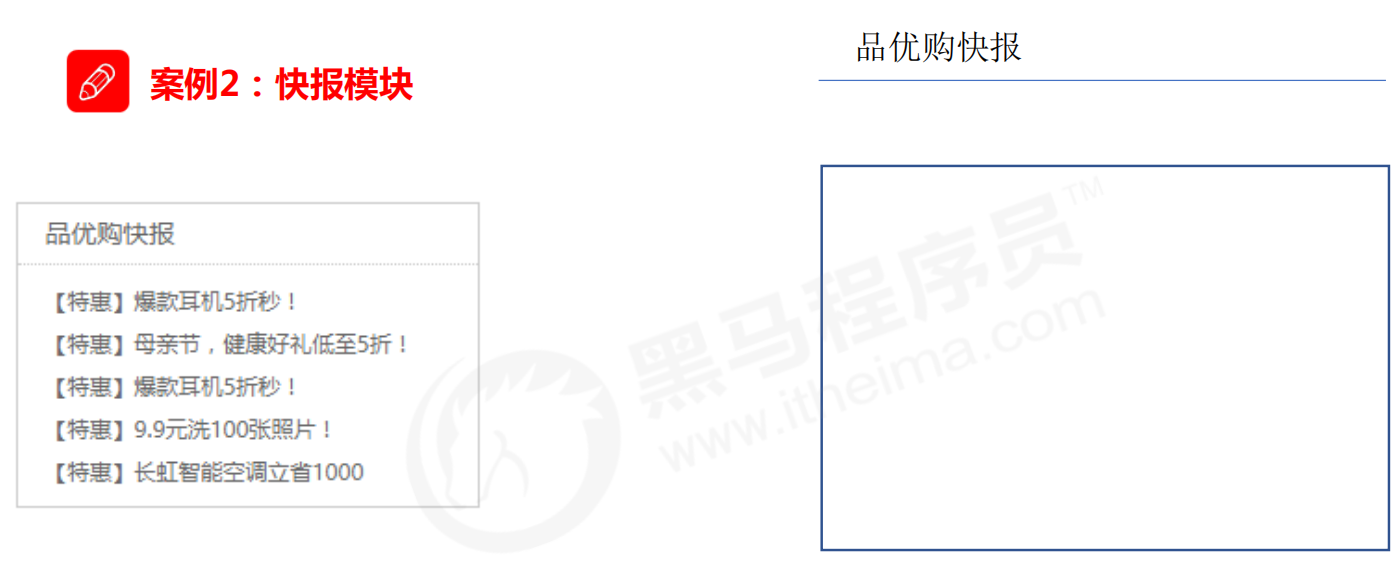 案例2：快报模块
品优购快报
【特惠】爆款耳机5折秒！
【特惠】母亲节，健康好礼低至5折！
【特惠】爆款耳机5折秒！
【特惠】9.9元洗100张照片！
【特惠】长虹智能空调立省1000
品优购快报
黑马程序员TM
www.itheima.com